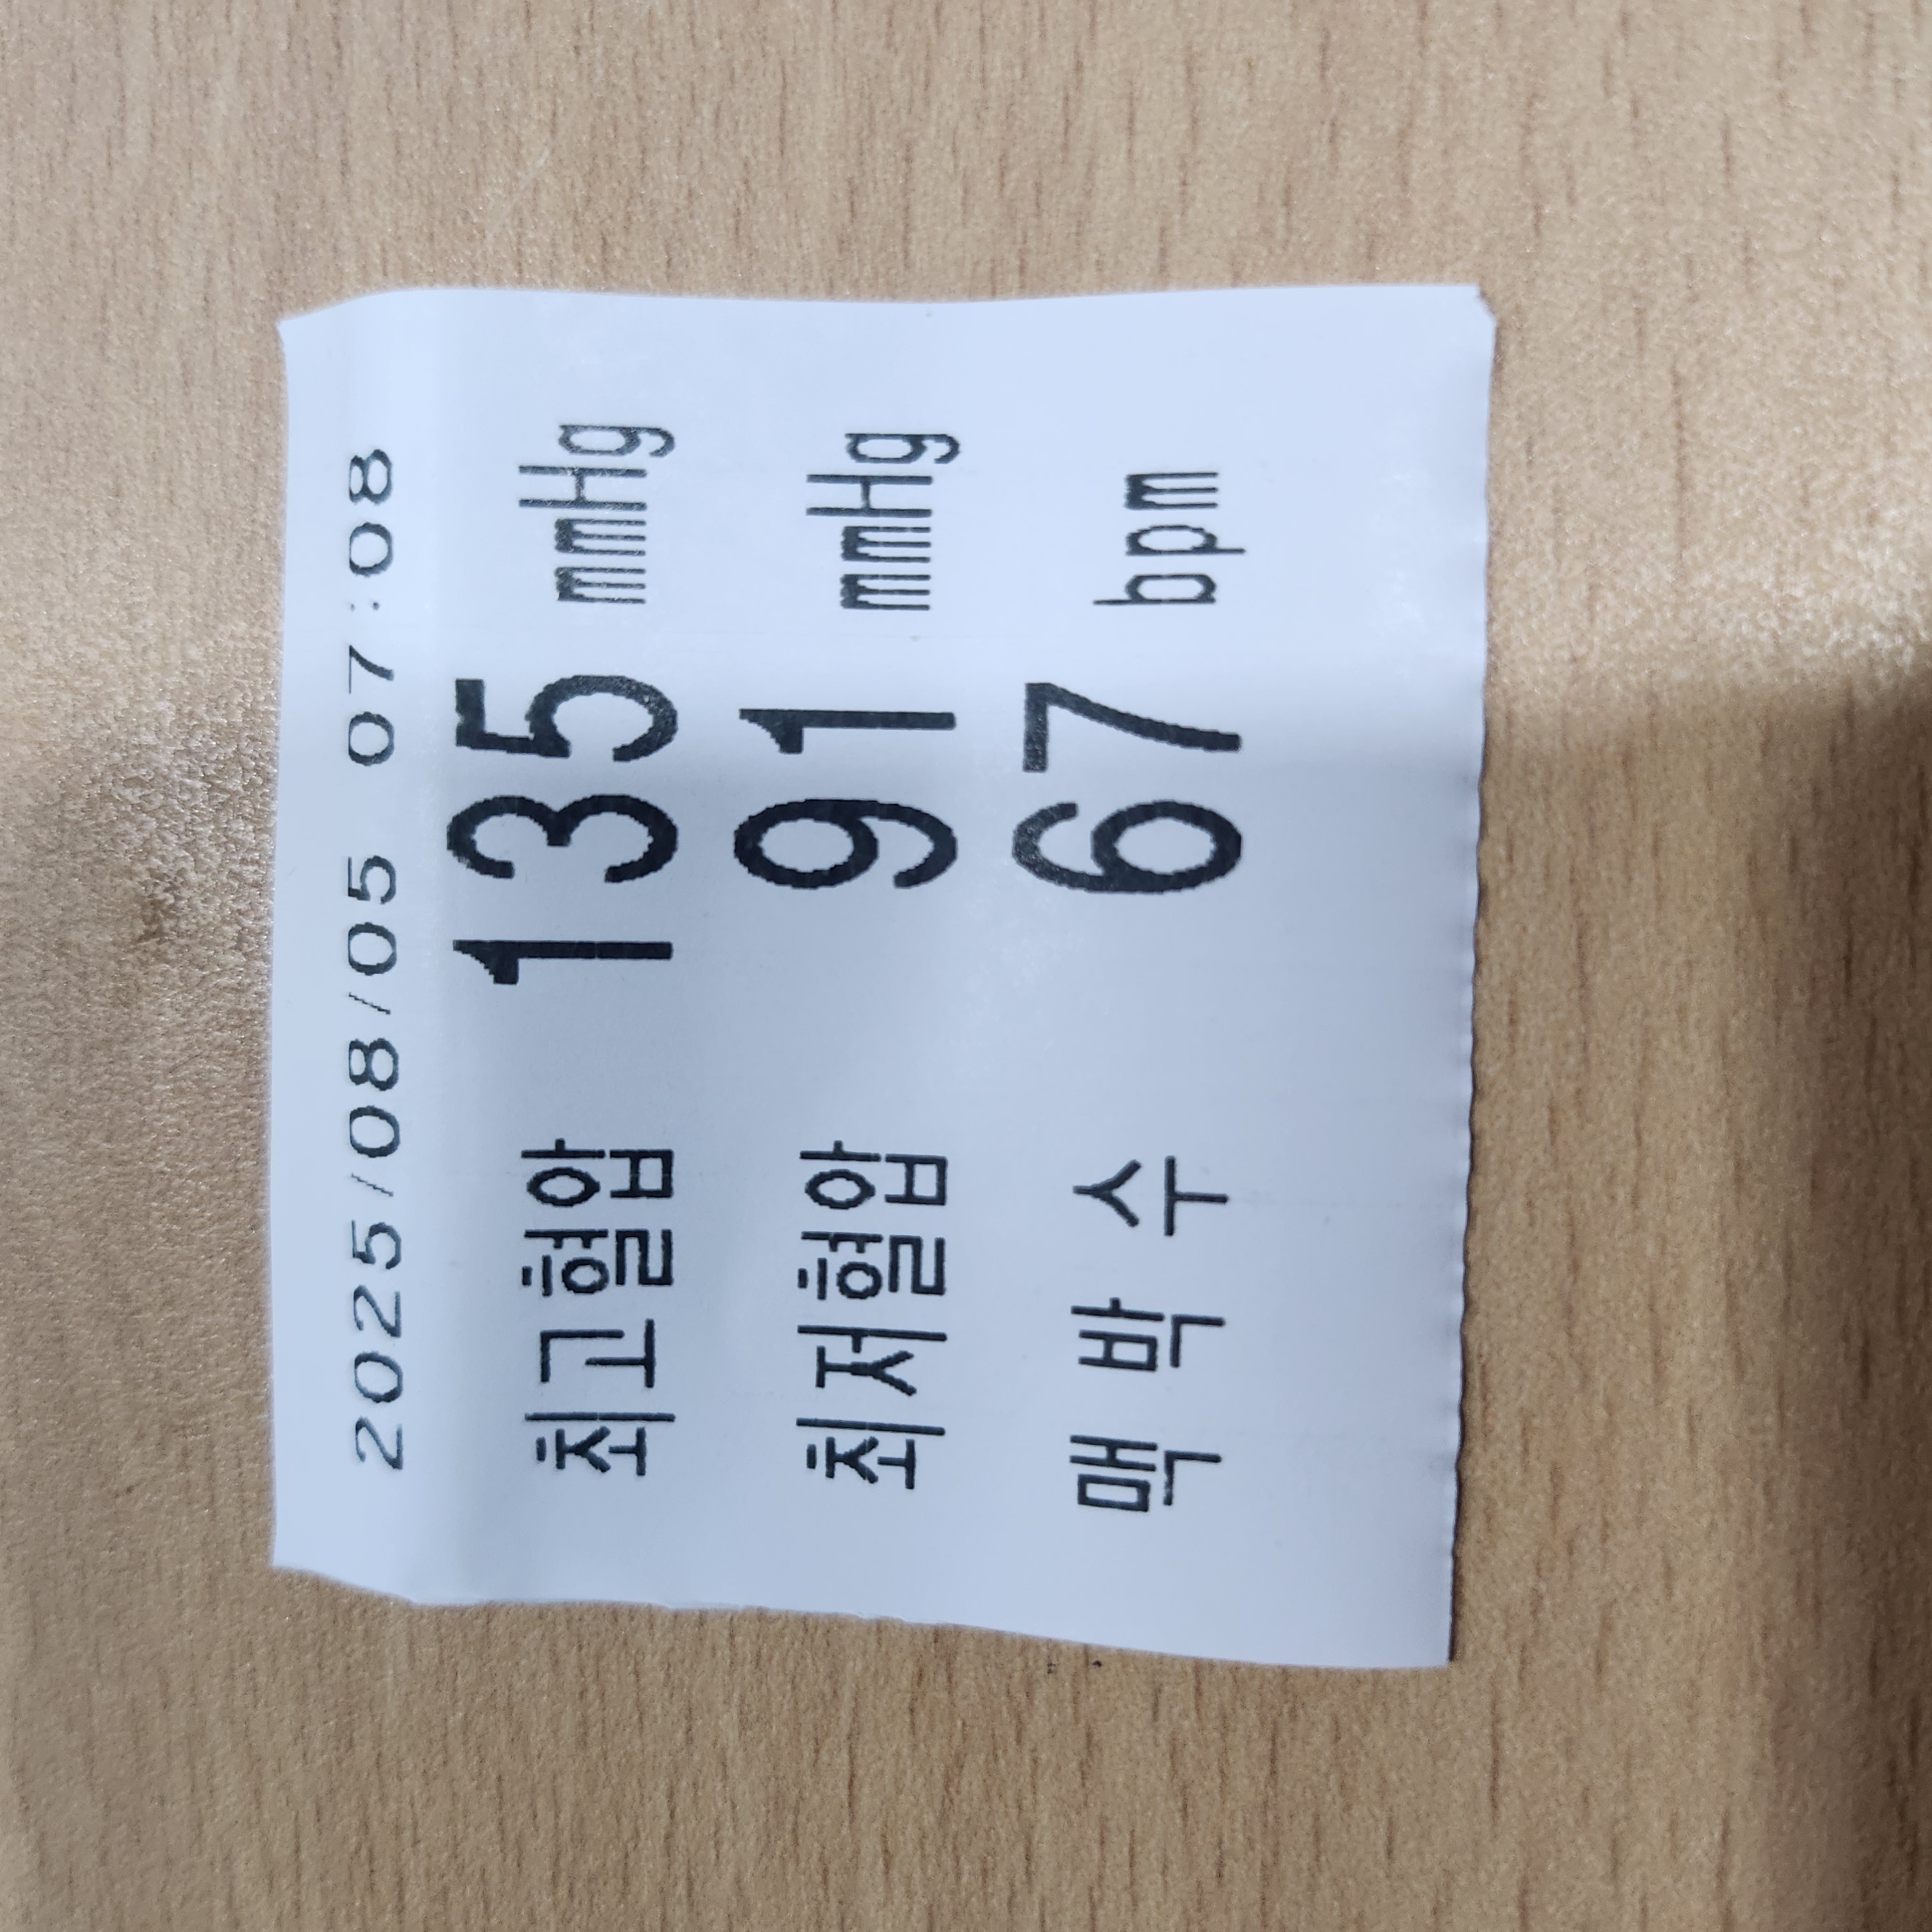 2025/08/05 07:08
최고혈압 135 mmHg
최저혈압 91 mmHg
맥 박 수 67 bpm